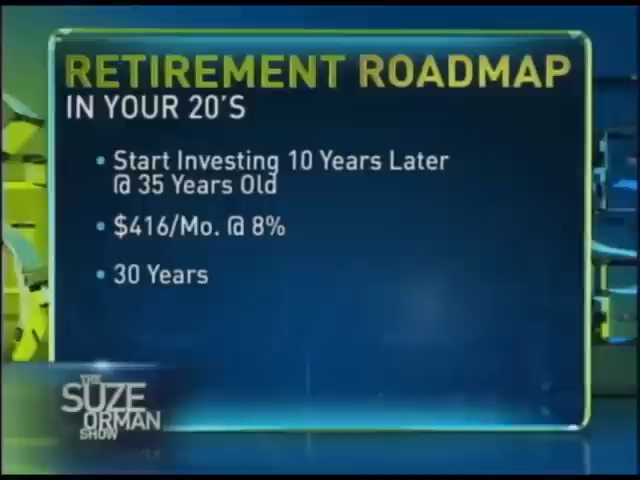 RETIREMENT ROADMAP
IN YOUR 20'S
• Start Investing 10 Years Later
@ 35 Years Old
• $416/Mo. @ 8%
• 30 Years
THE
SUZE
ORMAN
SHOW